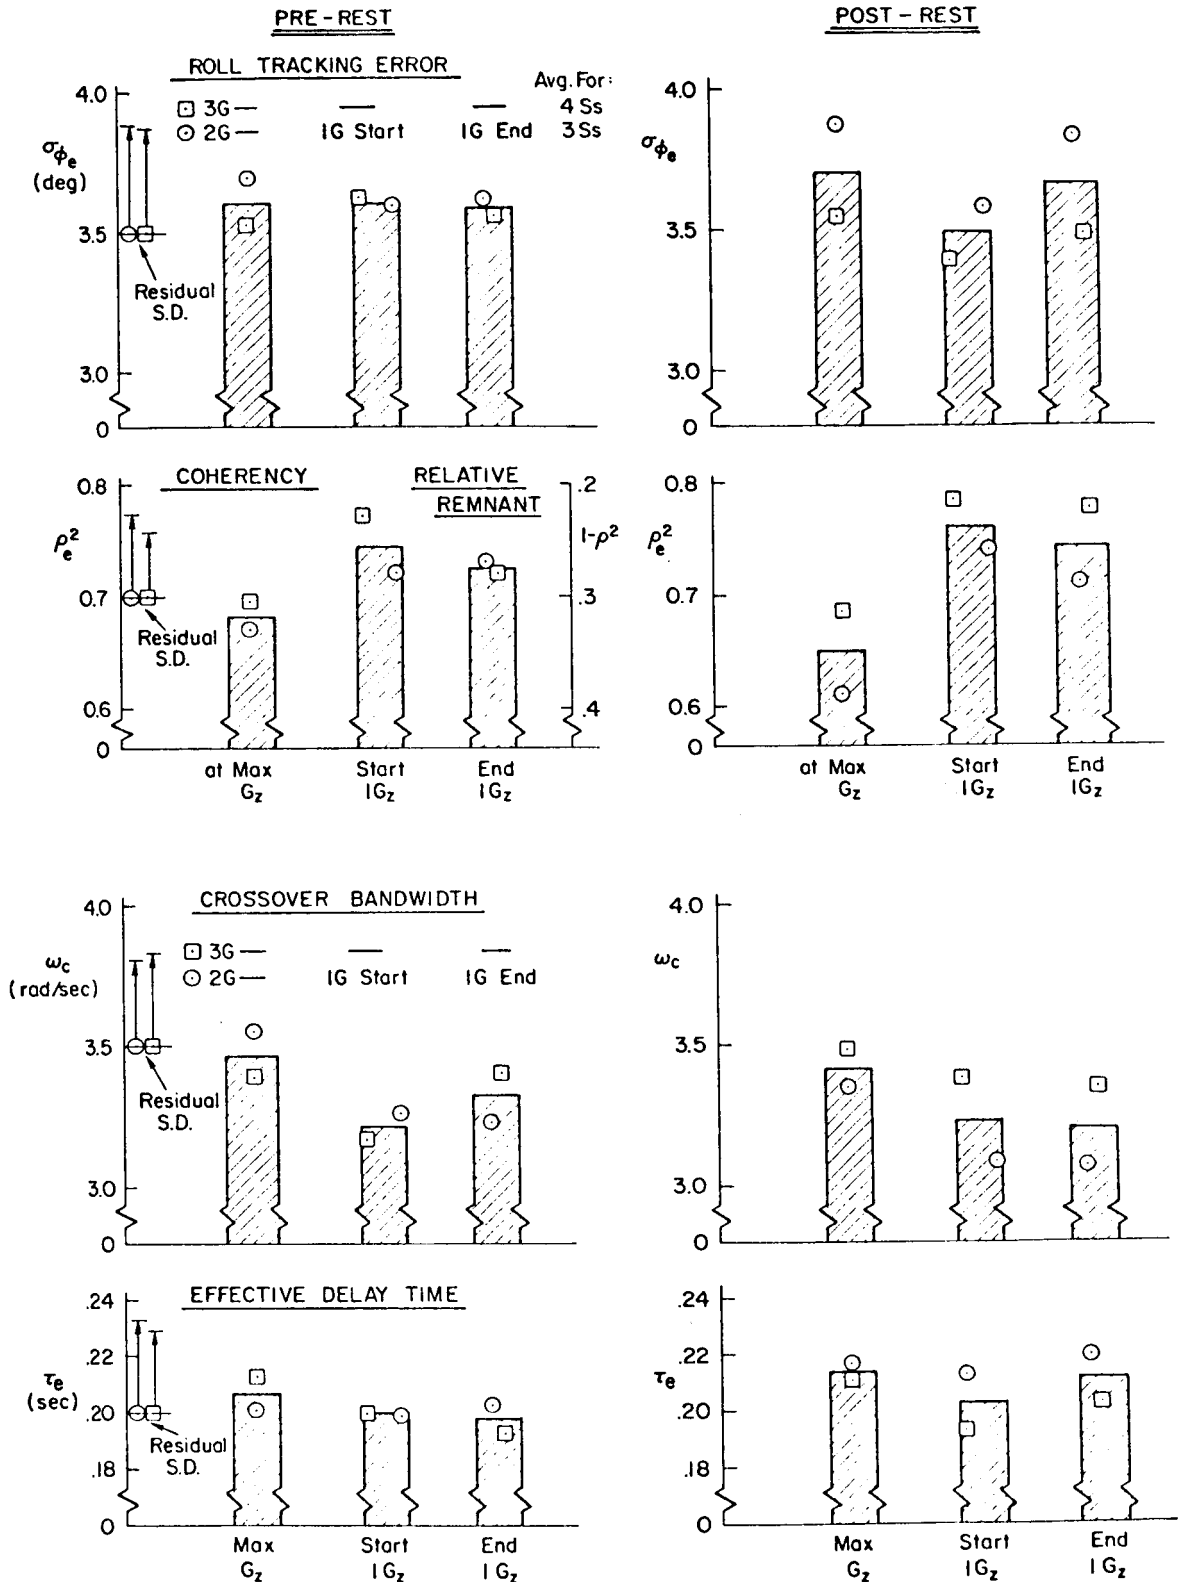 PRE-REST
POST-REST
ROLL TRACKING ERROR
Avg. For:
3G — — — 4 Ss
2G — 1G Start 1G End 3 Ss
4.0
σϕe
(deg)
3.5
Residual
S.D.
3.0
0
4.0
σϕe
3.5
3.0
0
COHERENCY
RELATIVE
REMNANT
0.8
ρe²
0.7
Residual
S.D.
0.6
0
.2
1-ρ²
.3
.4
0.8
ρe²
0.7
0.6
0
at Max Gz
Start 1Gz
End 1Gz
at Max Gz
Start 1Gz
End 1Gz
CROSSOVER BANDWIDTH
3G — — —
2G — 1G Start 1G End
4.0
ωc
(rad/sec)
3.5
Residual
S.D.
3.0
0
4.0
ωc
3.5
3.0
0
EFFECTIVE DELAY TIME
.24
.22
τe
(sec)
.20
Residual
S.D.
.18
0
.24
.22
τe
.20
.18
0
Max Gz
Start 1Gz
End 1Gz
Max Gz
Start 1Gz
End 1Gz